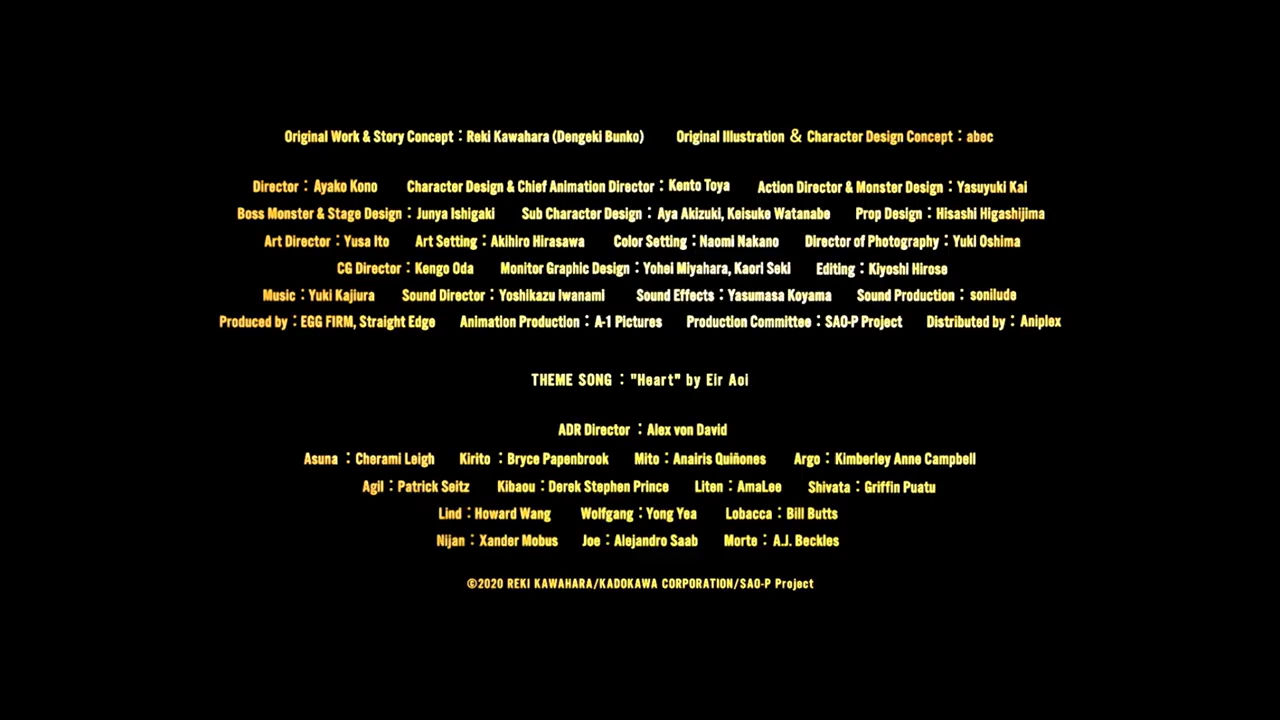 Original Work & Story Concept：Reki Kawahara (Dengeki Bunko) Original Illustration & Character Design Concept：abec
Director：Ayako Kono Character Design & Chief Animation Director：Kento Toya Action Director & Monster Design：Yasuyuki Kai
Boss Monster & Stage Design：Junya Ishigaki Sub Character Design：Aya Akizuki, Keisuke Watanabe Prop Design：Hisashi Higashijima
Art Director：Yusa Ito Art Setting：Akihiro Hirasawa Color Setting：Naomi Nakano Director of Photography：Yuki Oshima
CG Director：Kengo Oda Monitor Graphic Design：Yohei Miyahara, Kaori Seki Editing：Kiyoshi Hirose
Music：Yuki Kajiura Sound Director：Yoshikazu Iwanami Sound Effects：Yasumasa Koyama Sound Production：sonilude
Produced by：EGG FIRM, Straight Edge Animation Production：A-1 Pictures Production Committee：SAO-P Project Distributed by：Aniplex
THEME SONG："Heart" by Eir Aoi
ADR Director：Alex von David
Asuna：Cherami Leigh Kirito：Bryce Papenbrook Mito：Anairis Quiñones Argo：Kimberley Anne Campbell
Agil：Patrick Seitz Kibaou：Derek Stephen Prince Liten：AmaLee Shivata：Griffin Puatu
Lind：Howard Wang Wolfgang：Yong Yea Lobacca：Bill Butts
Nijan：Xander Mobus Joe：Alejandro Saab Morte：A.J. Beckles
©2020 REKI KAWAHARA/KADOKAWA CORPORATION/SAO-P Project